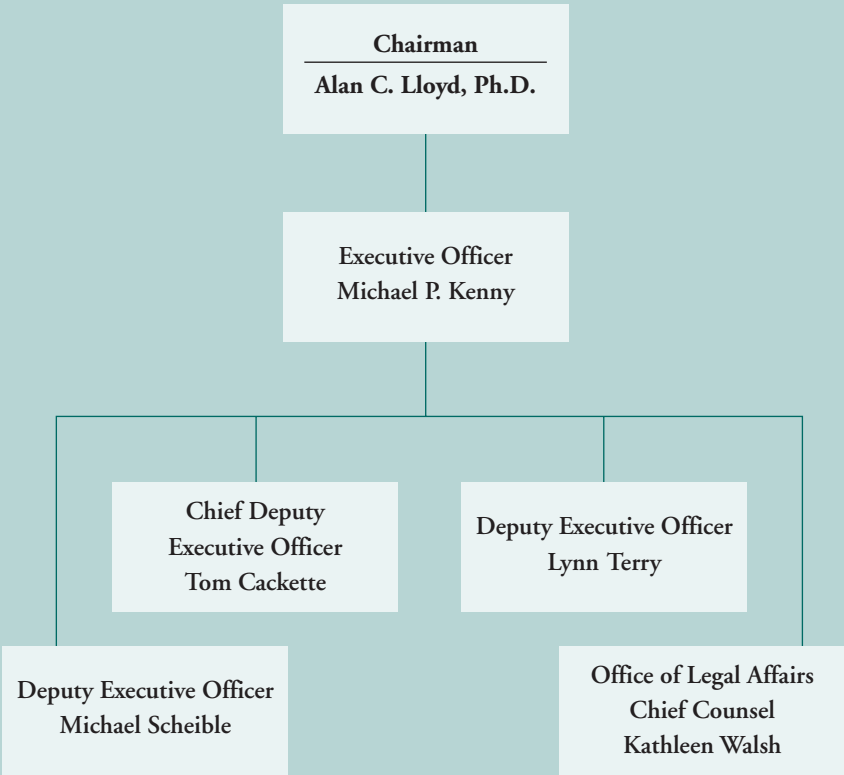 Chairman
Alan C. Lloyd, Ph.D.
Executive Officer
Michael P. Kenny
Chief Deputy
Executive Officer
Tom Cackette
Deputy Executive Officer
Lynn Terry
Deputy Executive Officer
Michael Scheible
Office of Legal Affairs
Chief Counsel
Kathleen Walsh